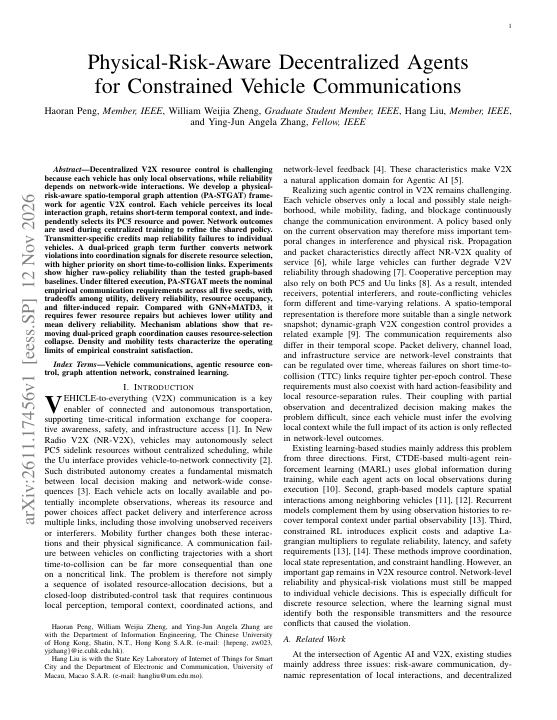 1
Physical-Risk-Aware Decentralized Agents
for Constrained Vehicle Communications
Haoran Peng, Member, IEEE, William Weijia Zheng, Graduate Student Member, IEEE, Hang Liu, Member, IEEE,
and Ying-Jun Angela Zhang, Fellow, IEEE
arXiv:2611.17456v1 [eess.SP] 12 Nov 2026
Abstract—Decentralized V2X resource control is challenging
because each vehicle has only local observations, while reliability
depends on network-wide interactions. We develop a physical-
risk-aware spatio-temporal graph attention (PA-STGAT) frame-
work for agentic V2X control. Each vehicle perceives its local
interaction graph, retains short-term temporal context, and inde-
pendently selects its PC5 resource and power. Network outcomes
are used during centralized training to refine the shared policy.
Transmitter-specific credits map reliability failures to individual
vehicles. A dual-priced graph term further converts network
violations into coordination signals for discrete resource selection,
with higher priority on short time-to-collision links. Experiments
show higher raw-policy reliability than the tested graph-based
baselines. Under filtered execution, PA-STGAT meets the nominal
empirical communication requirements across all five seeds, with
tradeoffs among utility, delivery reliability, resource occupancy,
and filter-induced repair. Compared with GNN+MATD3, it
requires fewer resource repairs but achieves lower utility and
mean delivery reliability. Mechanism ablations show that re-
moving dual-priced graph coordination causes resource-selection
collapse. Density and mobility tests characterize the operating
limits of empirical constraint satisfaction.
Index Terms—Vehicle communications, agentic resource con-
trol, graph attention network, constrained learning.
I. INTRODUCTION
VEHICLE-to-everything (V2X) communication is a key
enabler of connected and autonomous transportation,
supporting time-critical information exchange for coopera-
tive awareness, safety, and infrastructure access [1]. In New
Radio V2X (NR-V2X), vehicles may autonomously select
PC5 sidelink resources without centralized scheduling, while
the Uu interface provides vehicle-to-network connectivity [2].
Such distributed autonomy creates a fundamental mismatch
between local decision making and network-wide conse-
quences [3]. Each vehicle acts on locally available and po-
tentially incomplete observations, whereas its resource and
power choices affect packet delivery and interference across
multiple links, including those involving unobserved receivers
or interferers. Mobility further changes both these interac-
tions and their physical significance. A communication fail-
ure between vehicles on conflicting trajectories with a short
time-to-collision can be far more consequential than one
on a noncritical link. The problem is therefore not simply
a sequence of isolated resource-allocation decisions, but a
closed-loop distributed-control task that requires continuous
local perception, temporal context, coordinated actions, and
Haoran Peng, William Weijia Zheng, and Ying-Jun Angela Zhang are
with the Department of Information Engineering, The Chinese University
of Hong Kong, Shatin, N.T., Hong Kong S.A.R. (e-mail: {hrpeng, zw023,
yjzhang}@ie.cuhk.edu.hk).
Hang Liu is with the State Key Laboratory of Internet of Things for Smart
City and the Department of Electronic and Communication, University of
Macau, Macao S.A.R. (e-mail: hangliu@um.edu.mo).
network-level feedback [4]. These characteristics make V2X
a natural application domain for Agentic AI [5].
Realizing such agentic control in V2X remains challenging.
Each vehicle observes only a local and possibly stale neigh-
borhood, while mobility, fading, and blockage continuously
change the communication environment. A policy based only
on the current observation may therefore miss important tem-
poral changes in interference and physical risk. Propagation
and packet characteristics directly affect NR-V2X quality of
service [6], while large vehicles can further degrade V2V
reliability through shadowing [7]. Cooperative perception may
also rely on both PC5 and Uu links [8]. As a result, intended
receivers, potential interferers, and route-conflicting vehicles
form different and time-varying relations. A spatio-temporal
representation is therefore more suitable than a single network
snapshot; dynamic-graph V2X congestion control provides a
related example [9]. The communication requirements also
differ in their temporal scope. Packet delivery, channel load,
and infrastructure service are network-level constraints that
can be regulated over time, whereas failures on short time-to-
collision (TTC) links require tighter per-epoch control. These
requirements must also coexist with hard action-feasibility and
local resource-separation rules. Their coupling with partial
observation and decentralized decision making makes the
problem difficult, since each vehicle must infer the evolving
local context while the full impact of its action is only reflected
in network-level outcomes.
Existing learning-based studies mainly address this problem
from three directions. First, CTDE-based multi-agent rein-
forcement learning (MARL) uses global information during
training, while each agent acts on local observations during
execution [10]. Second, graph-based models capture spatial
interactions among neighboring vehicles [11], [12]. Recurrent
models complement them by using observation histories to re-
cover temporal context under partial observability [13]. Third,
constrained RL introduces explicit costs and adaptive La-
grangian multipliers to regulate reliability, latency, and safety
requirements [13], [14]. These methods improve coordination,
local state representation, and constraint handling. However, an
important gap remains in V2X resource control. Network-level
reliability and physical-risk violations must still be mapped
to individual vehicle decisions. This is especially difficult for
discrete resource selection, where the learning signal must
identify both the responsible transmitters and the resource
conflicts that caused the violation.
A. Related Work
At the intersection of Agentic AI and V2X, existing studies
mainly address three issues: risk-aware communication, dy-
namic representation of local interactions, and decentralized